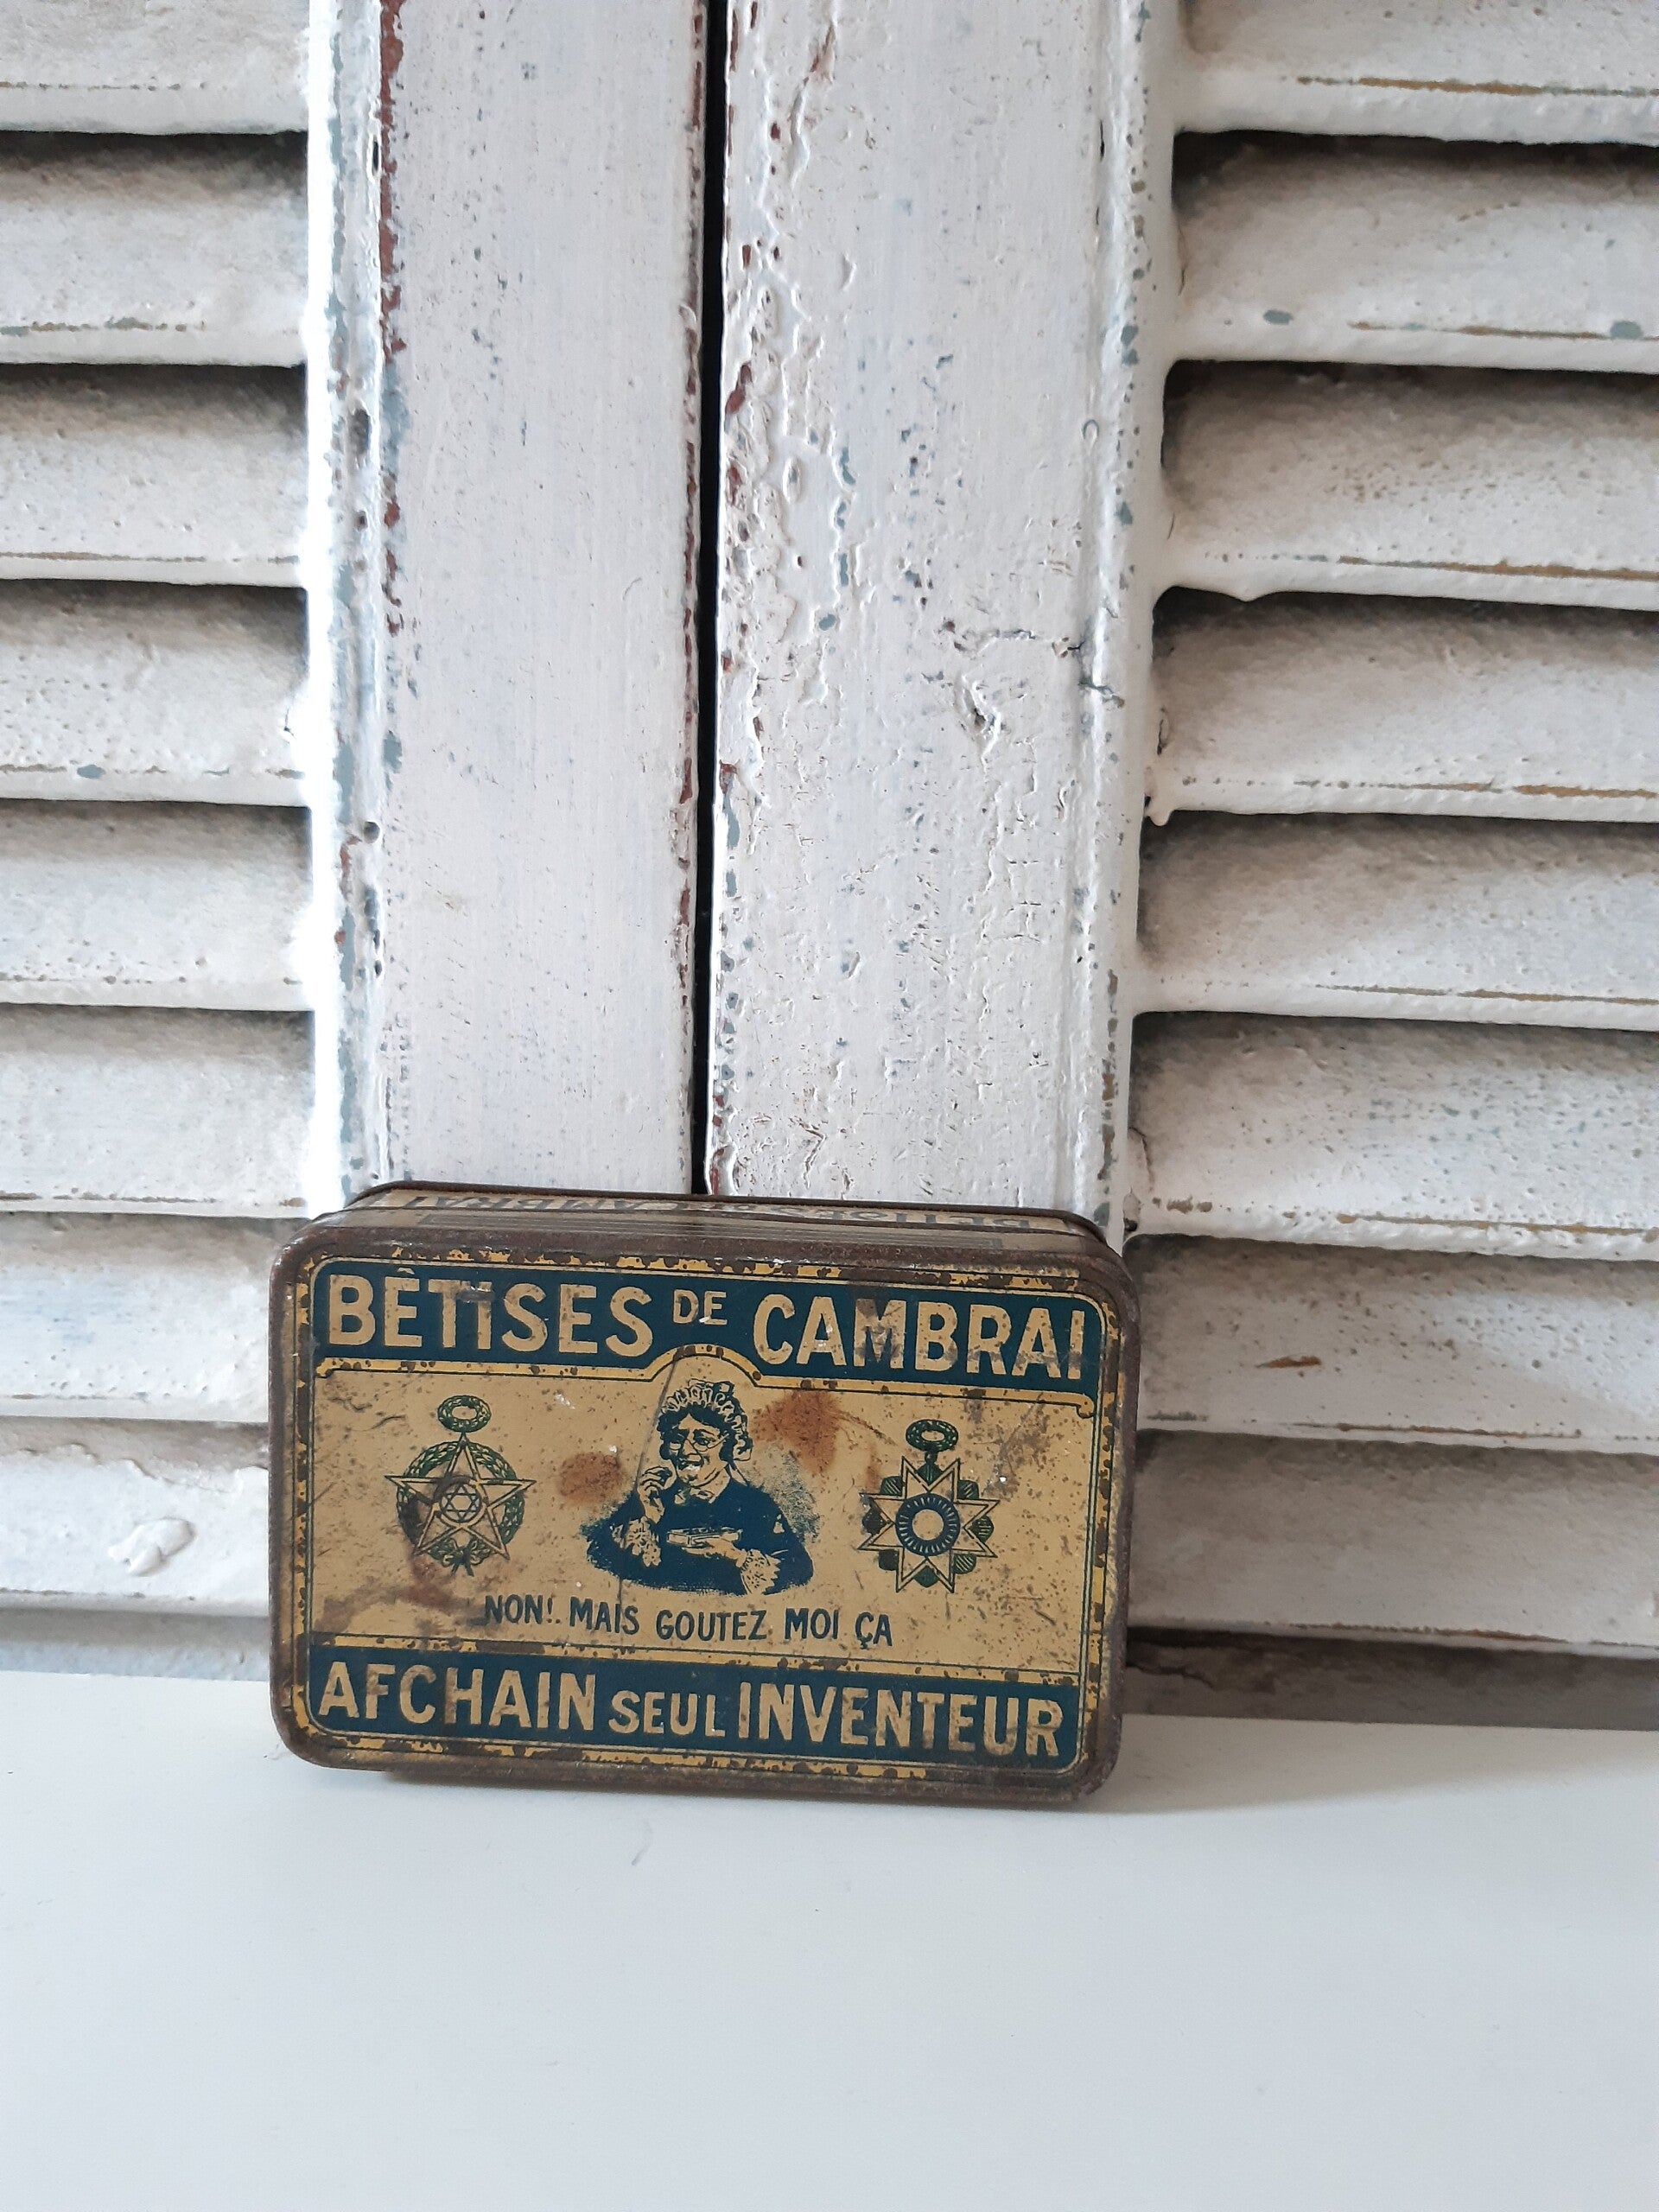 BÊTISES DE CAMBRAI
NON! MAIS GOUTEZ MOI ÇA
AFCHAIN SEUL INVENTEUR